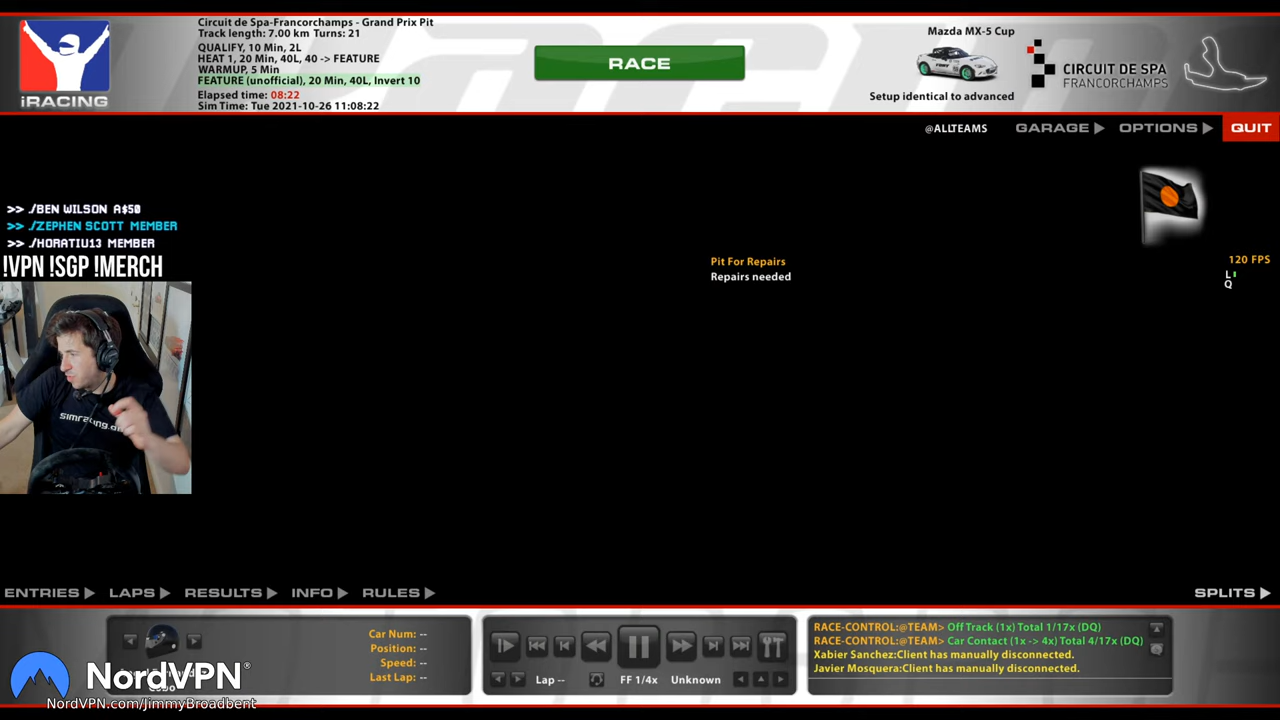 iRACING
Circuit de Spa-Francorchamps - Grand Prix Pit
Track length: 7.00 km Turns: 21
QUALIFY, 10 Min, 2L
HEAT 1, 20 Min, 40L, 40 -> FEATURE
WARMUP, 5 Min
FEATURE (unofficial), 20 Min, 40L, Invert 10
Elapsed time: 08:22
Sim Time: Tue 2021-10-26 11:08:22
RACE
Mazda MX-5 Cup
Setup identical to advanced
CIRCUIT DE SPA
FRANCORCHAMPS
@ALLTEAMS
GARAGE
OPTIONS
QUIT
>> ./BEN WILSON A$50
>> ./ZEPHEN SCOTT MEMBER
>> ./HORATIU13 MEMBER
!VPN !SGP !MERCH
Pit For Repairs
Repairs needed
120 FPS
L
Q
ENTRIES
LAPS
RESULTS
INFO
RULES
SPLITS
Car Num: --
Position: --
Speed: --
Last Lap: --
Lap --
FF 1/4x
Unknown
RACE-CONTROL:@TEAM> Off Track (1x) Total 1/17x (DQ)
RACE-CONTROL:@TEAM> Car Contact (1x -> 4x) Total 4/17x (DQ)
Xabier Sanchez:Client has manually disconnected.
Javier Mosquera:Client has manually disconnected.
NordVPN®
NordVPN.com/JimmyBroadbent